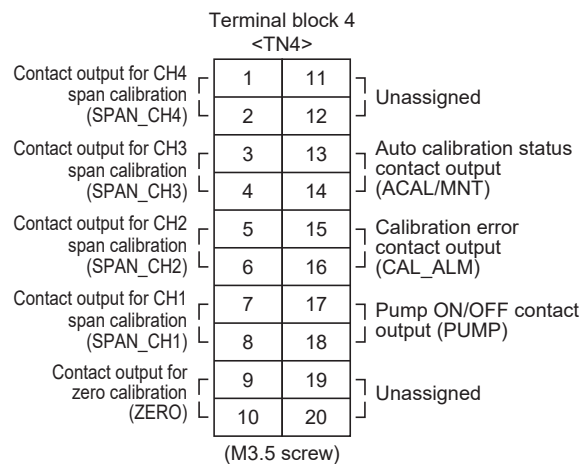 Terminal block 4
<TN4>
Contact output for CH4
span calibration
(SPAN_CH4)
1
11
2
12
Unassigned
Contact output for CH3
span calibration
(SPAN_CH3)
3
13
4
14
Auto calibration status
contact output
(ACAL/MNT)
Contact output for CH2
span calibration
(SPAN_CH2)
5
15
6
16
Calibration error
contact output
(CAL_ALM)
Contact output for CH1
span calibration
(SPAN_CH1)
7
17
8
18
Pump ON/OFF contact
output (PUMP)
Contact output for
zero calibration
(ZERO)
9
19
10
20
Unassigned
(M3.5 screw)